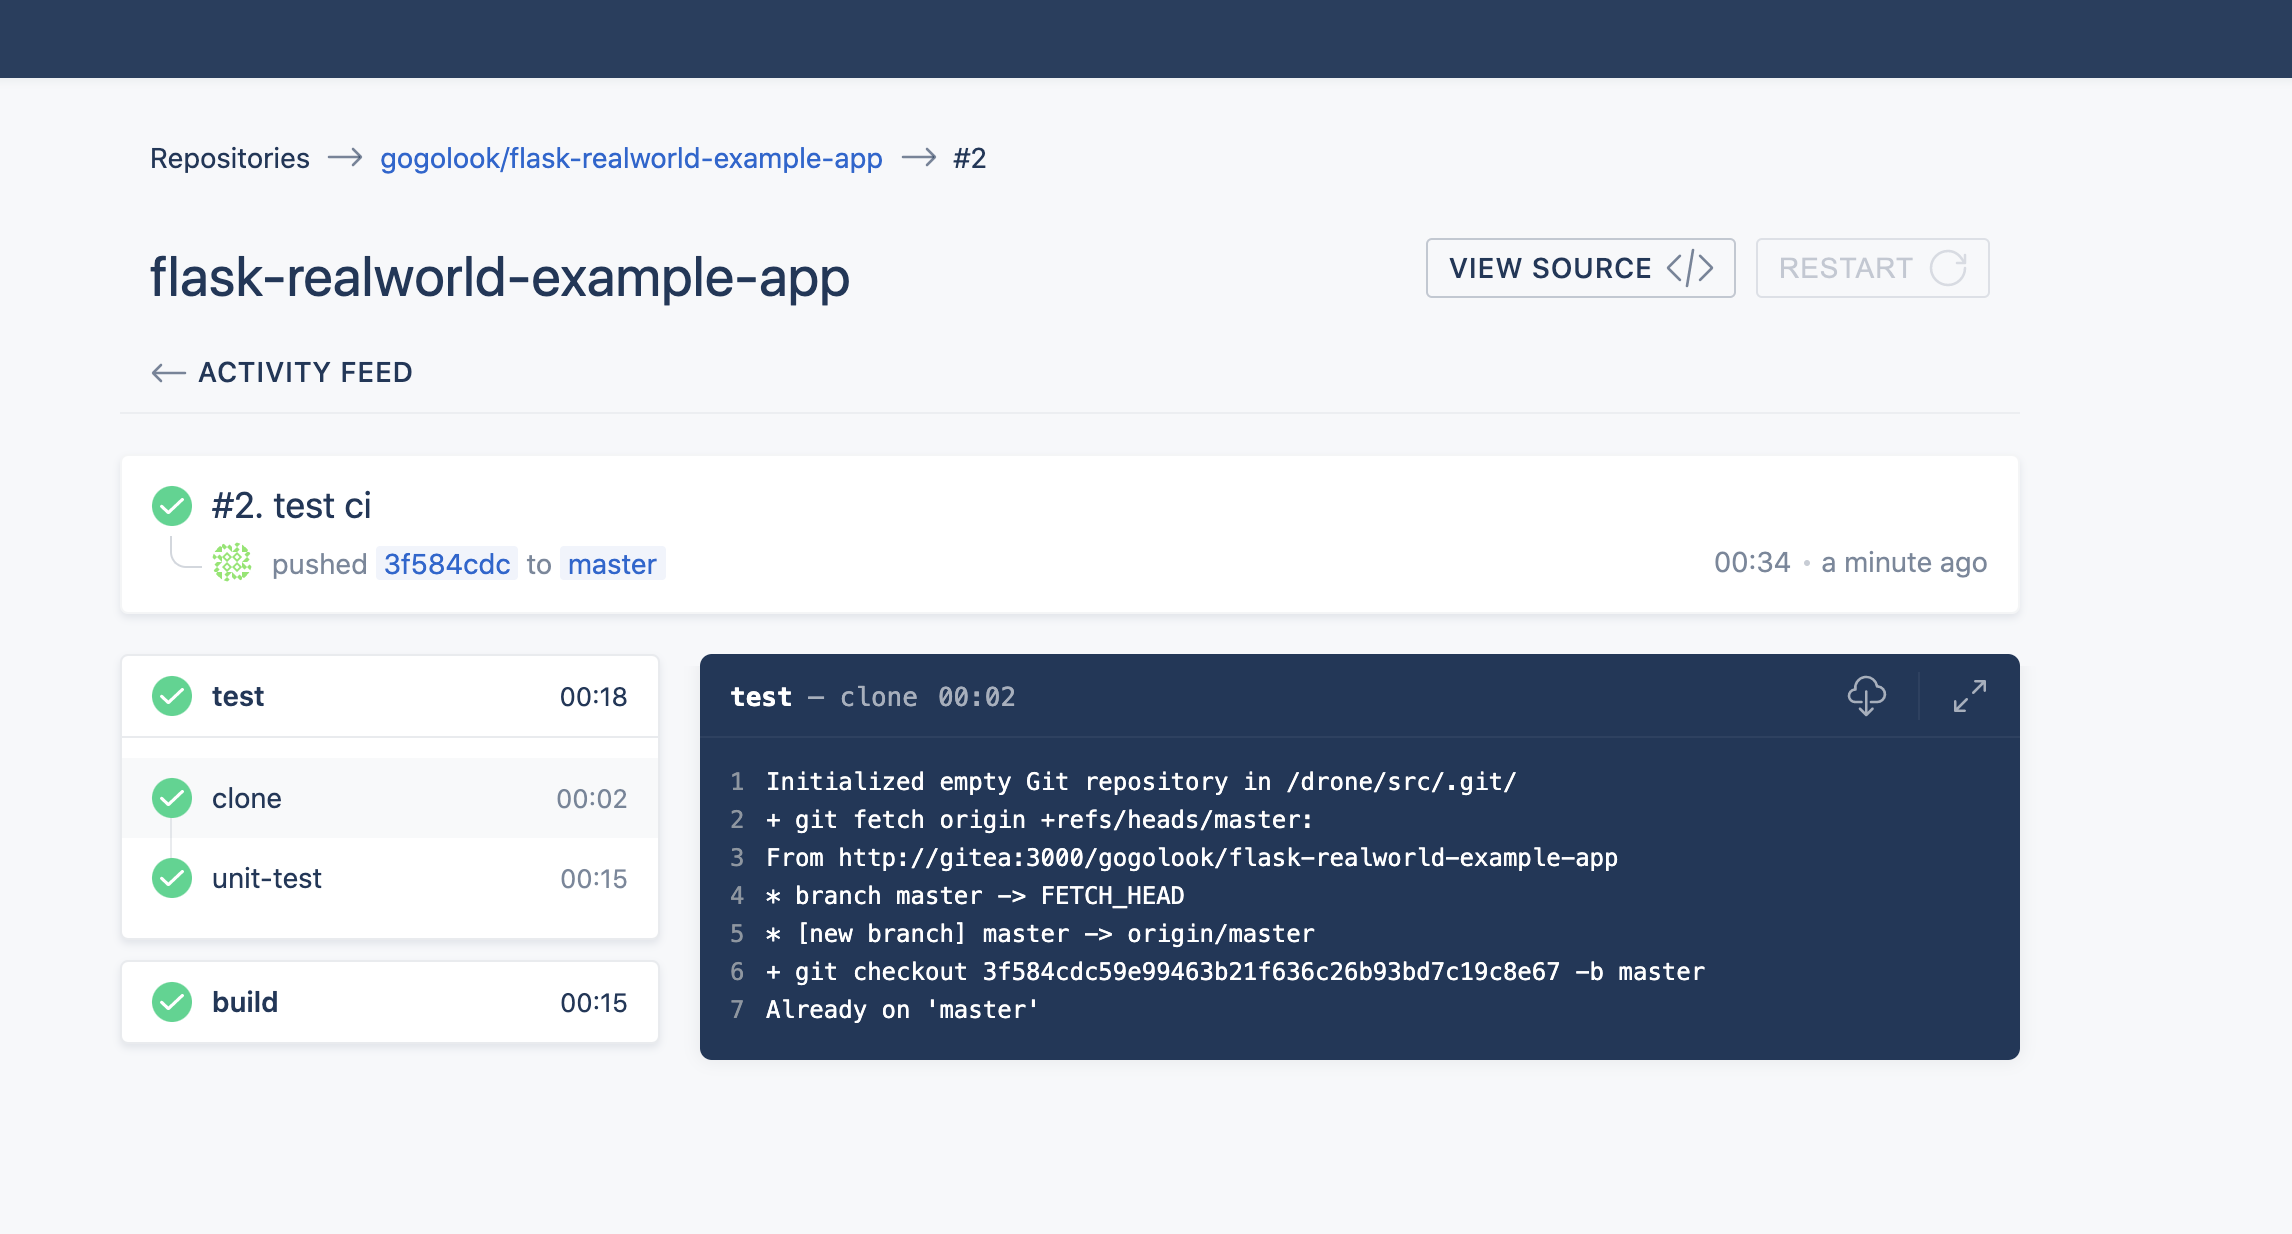 Repositories → gogolook/flask-realworld-example-app → #2
flask-realworld-example-app
VIEW SOURCE </>
RESTART
← ACTIVITY FEED
#2. test ci
pushed 3f584cdc to master
00:34 • a minute ago
test 00:18
clone 00:02
unit-test 00:15
build 00:15
test — clone 00:02
1 Initialized empty Git repository in /drone/src/.git/
2 + git fetch origin +refs/heads/master:
3 From http://gitea:3000/gogolook/flask-realworld-example-app
4 * branch master -> FETCH_HEAD
5 * [new branch] master -> origin/master
6 + git checkout 3f584cdc59e99463b21f636c26b93bd7c19c8e67 -b master
7 Already on 'master'